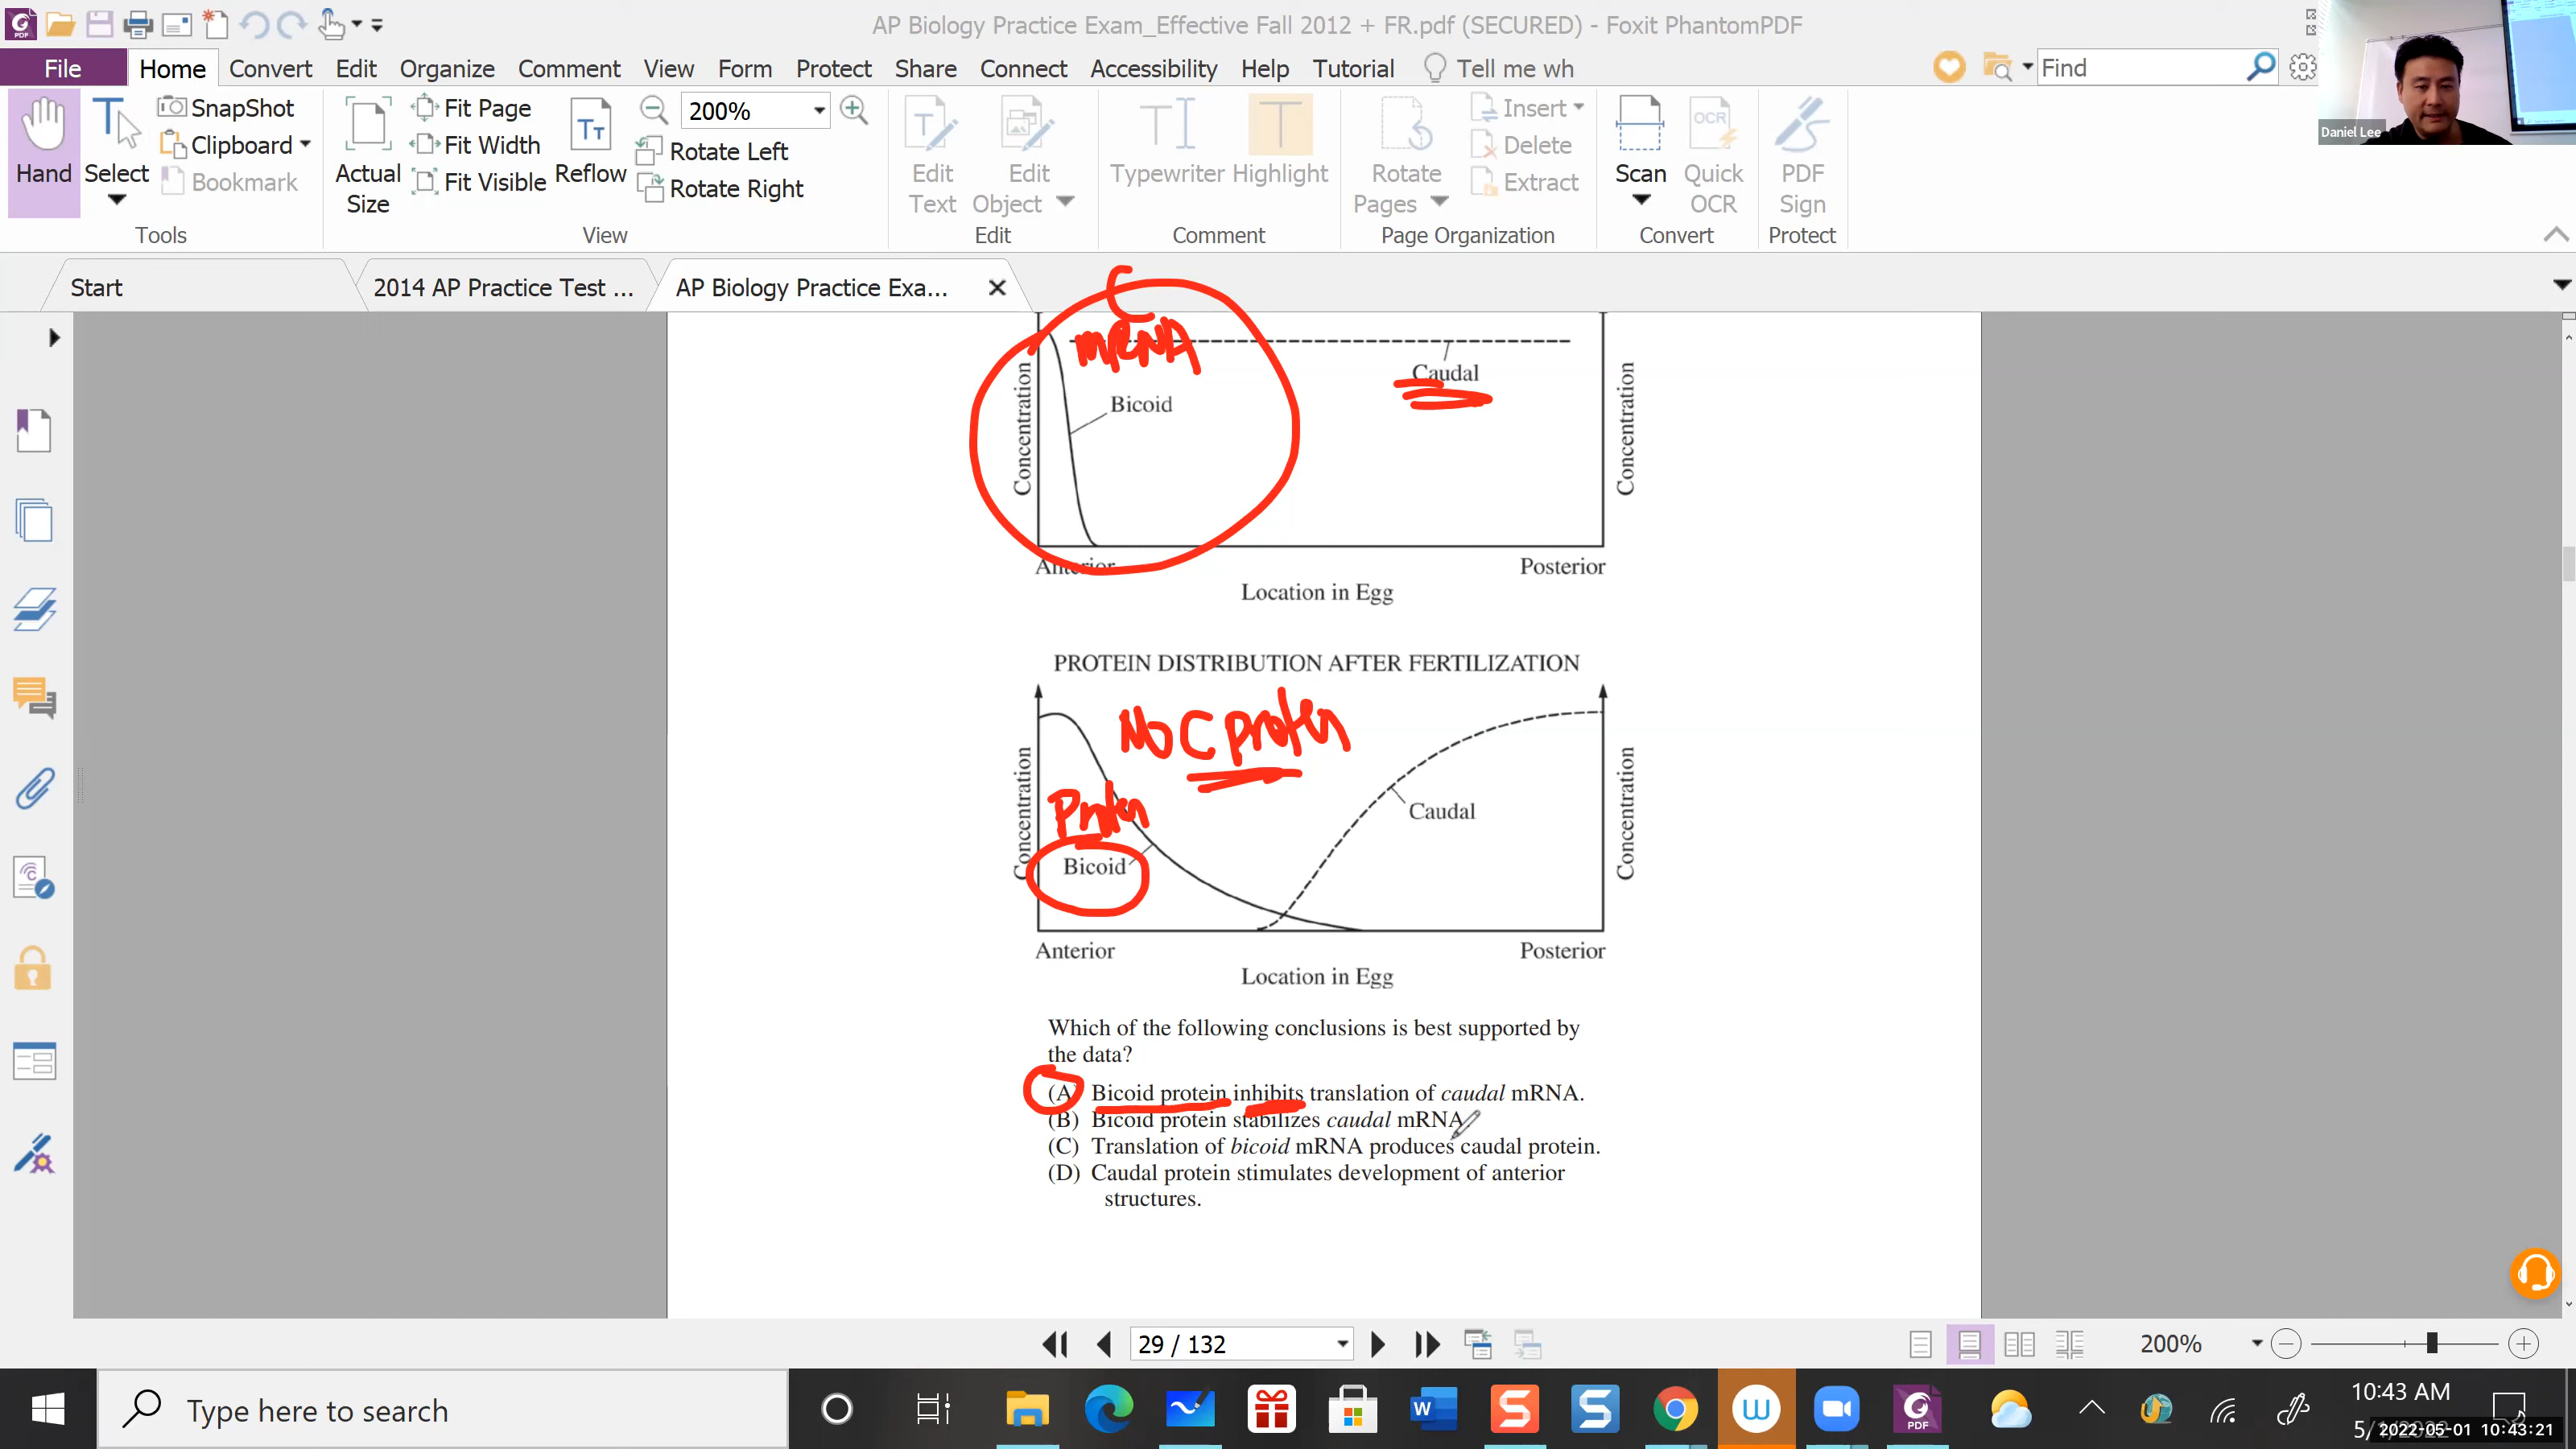 AP Biology Practice Exam_Effective Fall 2012 + FR.pdf (SECURED) - Foxit PhantomPDF
File Home Convert Edit Organize Comment View Form Protect Share Connect Accessibility Help Tutorial Tell me wh Find
Daniel Lee
Hand
Select
SnapShot
Clipboard
Bookmark
Tools
Actual Size
Fit Page
Fit Width
Fit Visible
Reflow
200%
Rotate Left
Rotate Right
View
Edit Text
Edit Object
Edit
Typewriter
Highlight
Comment
Rotate Pages
Insert
Delete
Extract
Page Organization
Scan
Quick OCR
OCR
Convert
PDF Sign
Protect
Start
2014 AP Practice Test ...
AP Biology Practice Exa...
C
mRNA
Caudal
Bicoid
Concentration
Concentration
Anterior
Posterior
Location in Egg
PROTEIN DISTRIBUTION AFTER FERTILIZATION
No C protein
Caudal
Bicoid
Concentration
Concentration
Anterior
Posterior
Location in Egg
Which of the following conclusions is best supported by
the data?
(A) Bicoid protein inhibits translation of caudal mRNA.
(B) Bicoid protein stabilizes caudal mRNA
(C) Translation of bicoid mRNA produces caudal protein.
(D) Caudal protein stimulates development of anterior
structures.
29 / 132
200%
Type here to search
10:43 AM
2022-05-01 10:43:21